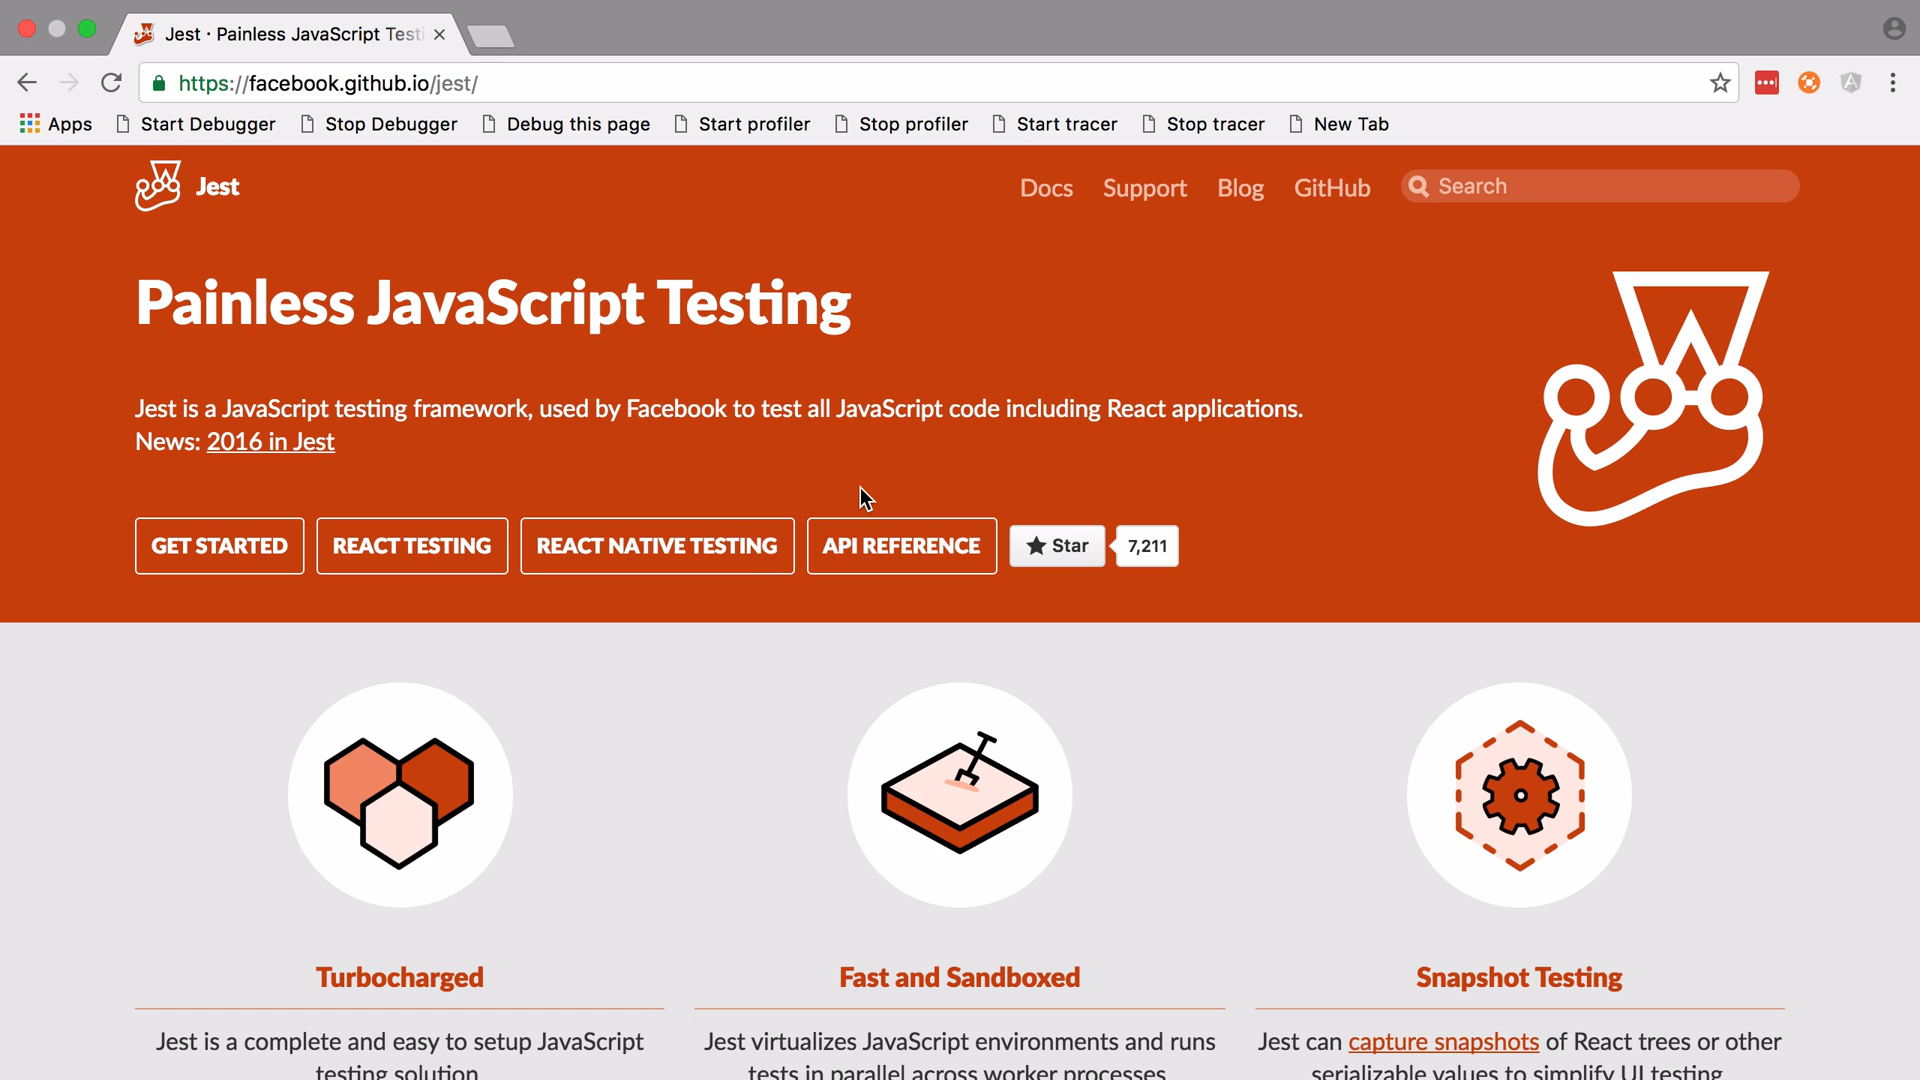 Jest · Painless JavaScript Testi
https://facebook.github.io/jest/
Apps Start Debugger Stop Debugger Debug this page Start profiler Stop profiler Start tracer Stop tracer New Tab
Jest Docs Support Blog GitHub Search
Painless JavaScript Testing
Jest is a JavaScript testing framework, used by Facebook to test all JavaScript code including React applications.
News: 2016 in Jest
GET STARTED REACT TESTING REACT NATIVE TESTING API REFERENCE Star 7,211
Turbocharged
Jest is a complete and easy to setup JavaScript
testing solution.
Fast and Sandboxed
Jest virtualizes JavaScript environments and runs
tests in parallel across worker processes.
Snapshot Testing
Jest can capture snapshots of React trees or other
serializable values to simplify UI testing